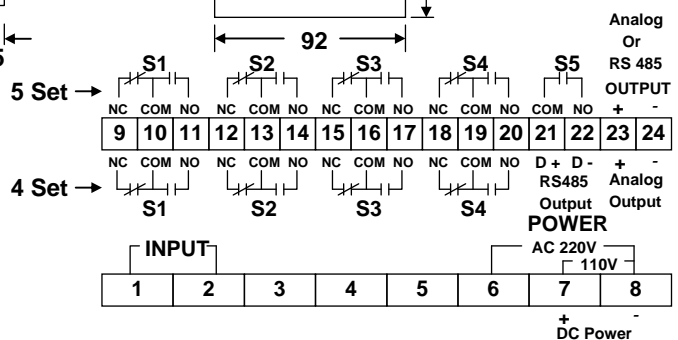 92
5
Analog
Or
RS 485
OUTPUT
+ -
S1 S2 S3 S4 S5
5 Set
NC COM NO NC COM NO NC COM NO NC COM NO COM NO
9 10 11 12 13 14 15 16 17 18 19 20 21 22 23 24
NC COM NO NC COM NO NC COM NO NC COM NO D + D - + -
4 Set
S1 S2 S3 S4
RS485
Output
Analog
Output
POWER
INPUT
AC 220V
110V
1 2 3 4 5 6 7 8
+ -
DC Power